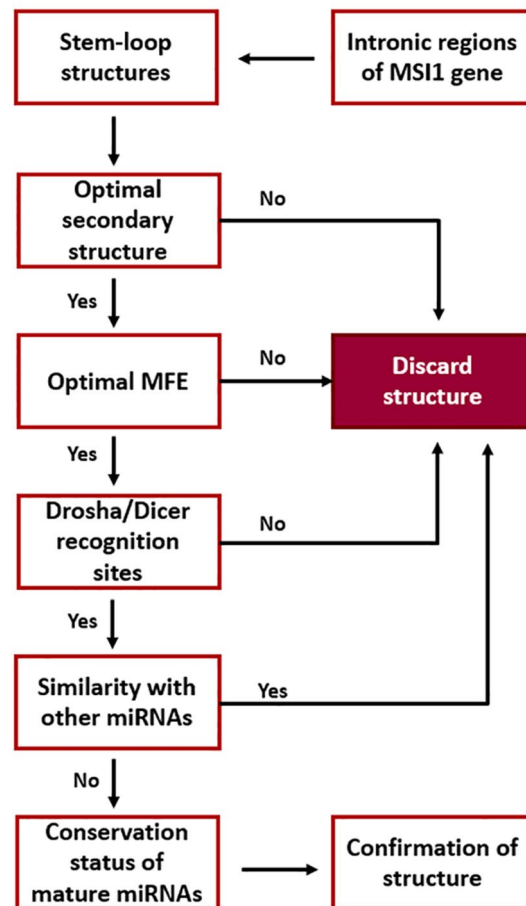 Stem-loop
structures
Intronic regions
of MSI1 gene
Optimal
secondary
structure
No
Yes
Optimal MFE
No
Discard
structure
Yes
Drosha/Dicer
recognition
sites
No
Yes
Similarity with
other miRNAs
Yes
No
Conservation
status of
mature miRNAs
Confirmation of
structure